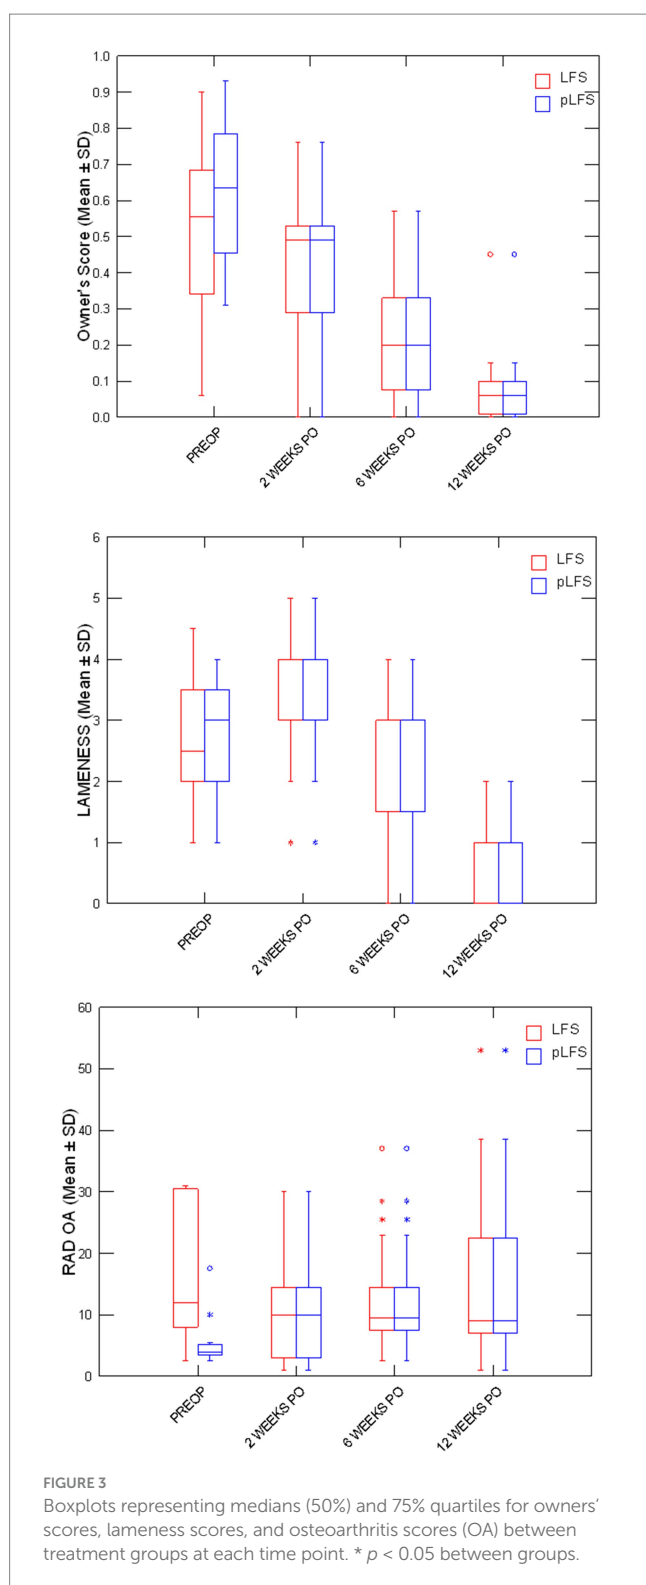 1.0
0.9
0.8
0.7
0.6
0.5
0.4
0.3
0.2
0.1
0.0
Owner's Score (Mean ± SD)
LFS
pLFS
PREOP
2 WEEKS PO
6 WEEKS PO
12 WEEKS PO
6
5
4
3
2
1
0
LAMENESS (Mean ± SD)
LFS
pLFS
PREOP
2 WEEKS PO
6 WEEKS PO
12 WEEKS PO
60
50
40
30
20
10
0
RAD OA (Mean ± SD)
LFS
pLFS
PREOP
2 WEEKS PO
6 WEEKS PO
12 WEEKS PO
FIGURE 3
Boxplots representing medians (50%) and 75% quartiles for owners'
scores, lameness scores, and osteoarthritis scores (OA) between
treatment groups at each time point. * p < 0.05 between groups.